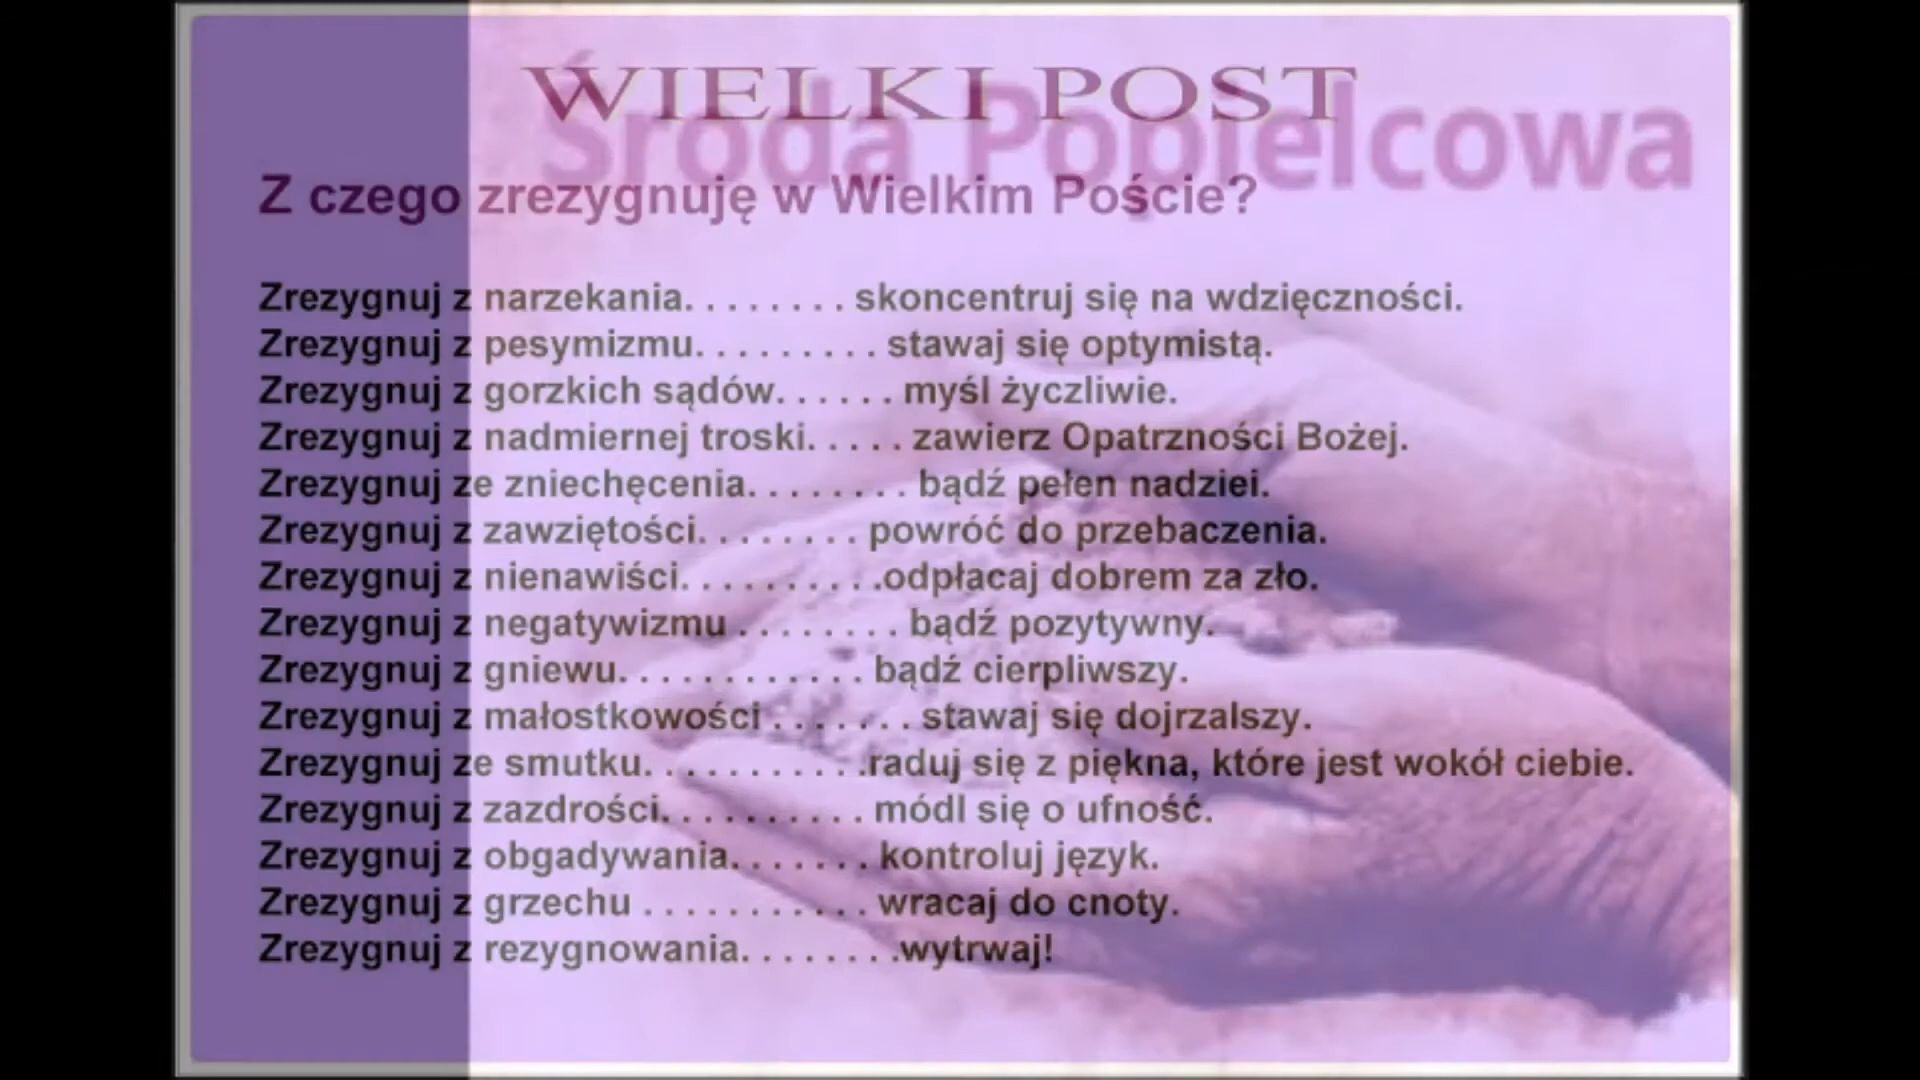 WIELKI POST
Środa Popielcowa
Z czego zrezygnuję w Wielkim Poście?
Zrezygnuj z narzekania. . . . . . . . skoncentruj się na wdzięczności.
Zrezygnuj z pesymizmu. . . . . . . . . stawaj się optymistą.
Zrezygnuj z gorzkich sądów. . . . . . myśl życzliwie.
Zrezygnuj z nadmiernej troski. . . . . zawierz Opatrzności Bożej.
Zrezygnuj ze zniechęcenia. . . . . . . . bądź pełen nadziei.
Zrezygnuj z zawziętości. . . . . . . . powróć do przebaczenia.
Zrezygnuj z nienawiści. . . . . . . . . .odpłacaj dobrem za zło.
Zrezygnuj z negatywizmu . . . . . . . . bądź pozytywny.
Zrezygnuj z gniewu. . . . . . . . . . . . bądź cierpliwszy.
Zrezygnuj z małostkowości . . . . . . . stawaj się dojrzalszy.
Zrezygnuj ze smutku. . . . . . . . . . .raduj się z piękna, które jest wokół ciebie.
Zrezygnuj z zazdrości. . . . . . . . . . módl się o ufność.
Zrezygnuj z obgadywania. . . . . . . kontroluj język.
Zrezygnuj z grzechu . . . . . . . . . . . wracaj do cnoty.
Zrezygnuj z rezygnowania. . . . . . . .wytrwaj!